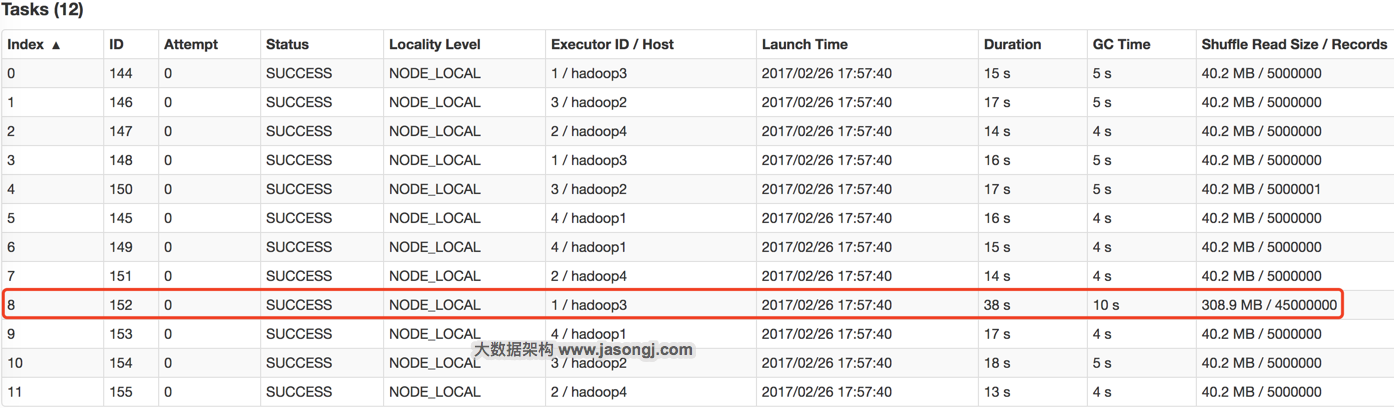 Tasks (12)
Index ▲ ID Attempt Status Locality Level Executor ID / Host Launch Time Duration GC Time Shuffle Read Size / Records
0 144 0 SUCCESS NODE_LOCAL 1 / hadoop3 2017/02/26 17:57:40 15 s 5 s 40.2 MB / 5000000
1 146 0 SUCCESS NODE_LOCAL 3 / hadoop2 2017/02/26 17:57:40 17 s 5 s 40.2 MB / 5000000
2 147 0 SUCCESS NODE_LOCAL 2 / hadoop4 2017/02/26 17:57:40 14 s 4 s 40.2 MB / 5000000
3 148 0 SUCCESS NODE_LOCAL 1 / hadoop3 2017/02/26 17:57:40 16 s 5 s 40.2 MB / 5000000
4 150 0 SUCCESS NODE_LOCAL 3 / hadoop2 2017/02/26 17:57:40 17 s 5 s 40.2 MB / 5000001
5 145 0 SUCCESS NODE_LOCAL 4 / hadoop1 2017/02/26 17:57:40 16 s 4 s 40.2 MB / 5000000
6 149 0 SUCCESS NODE_LOCAL 4 / hadoop1 2017/02/26 17:57:40 15 s 4 s 40.2 MB / 5000000
7 151 0 SUCCESS NODE_LOCAL 2 / hadoop4 2017/02/26 17:57:40 14 s 4 s 40.2 MB / 5000000
8 152 0 SUCCESS NODE_LOCAL 1 / hadoop3 2017/02/26 17:57:40 38 s 10 s 308.9 MB / 45000000
9 153 0 SUCCESS NODE_LOCAL 4 / hadoop1 2017/02/26 17:57:40 17 s 4 s 40.2 MB / 5000000
大数据架构 www.jasongj.com
10 154 0 SUCCESS NODE_LOCAL 3 / hadoop2 2017/02/26 17:57:40 18 s 5 s 40.2 MB / 5000000
11 155 0 SUCCESS NODE_LOCAL 2 / hadoop4 2017/02/26 17:57:40 13 s 4 s 40.2 MB / 5000000